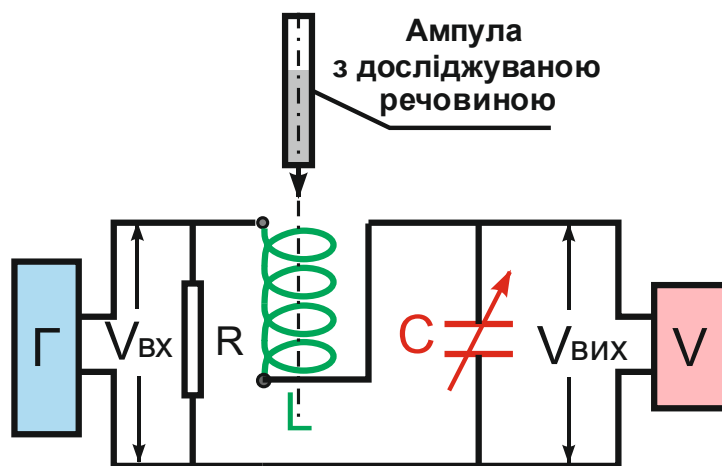 Ампула
з досліджуваною
речовиною
Г
Vвх
R
L
C
Vвих
V